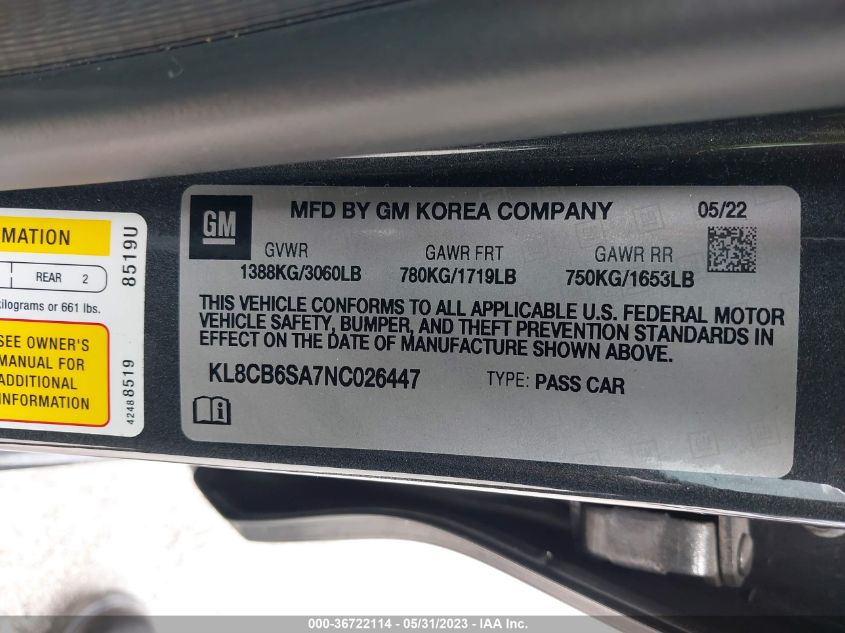 MATION
REAR 2
kilograms or 661 lbs.
SEE OWNER'S
MANUAL FOR
ADDITIONAL
INFORMATION
8519U
42488519
GM
MFD BY GM KOREA COMPANY
05/22
GVWR GAWR FRT GAWR RR
1388KG/3060LB 780KG/1719LB 750KG/1653LB
THIS VEHICLE CONFORMS TO ALL APPLICABLE U.S. FEDERAL MOTOR
VEHICLE SAFETY, BUMPER, AND THEFT PREVENTION STANDARDS IN
EFFECT ON THE DATE OF MANUFACTURE SHOWN ABOVE.
KL8CB6SA7NC026447 TYPE: PASS CAR
000-36722114 - 05/31/2023 - IAA Inc.